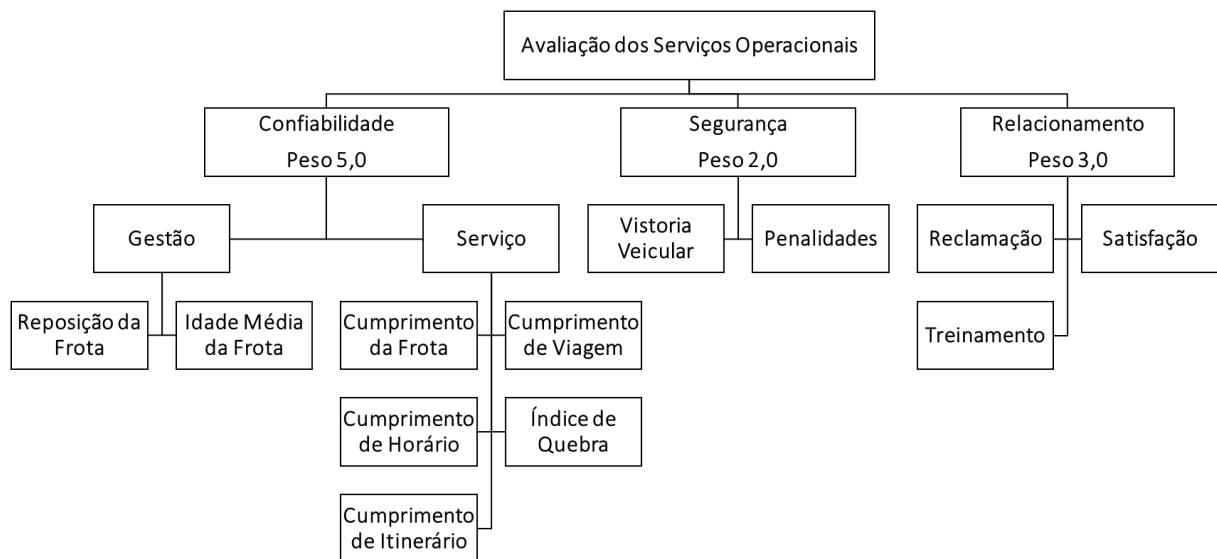 Avaliação dos Serviços Operacionais
Confiabilidade
Peso 5,0
Segurança
Peso 2,0
Relacionamento
Peso 3,0
Gestão
Serviço
Vistoria
Veicular
Penalidades
Reclamação
Satisfação
Reposição da
Frota
Idade Média
da Frota
Cumprimento
da Frota
Cumprimento
de Viagem
Treinamento
Cumprimento
de Horário
Índice de
Quebra
Cumprimento
de Itinerário